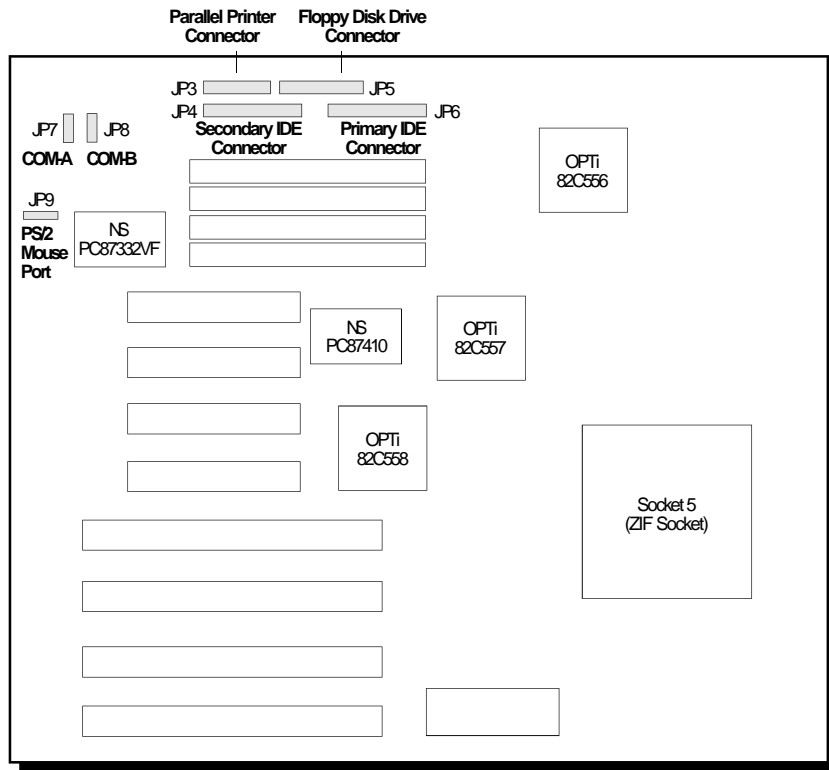 Parallel Printer
Connector
Floppy Disk Drive
Connector
JP3
JP5
JP4
JP6
Secondary IDE
Connector
Primary IDE
Connector
JP7
JP8
COM-A
COM-B
OPTi
82C556
JP9
PS/2
Mouse
Port
NS
PC87332VF
NS
PC87410
OPTi
82C557
OPTi
82C558
Socket 5
(ZIF Socket)